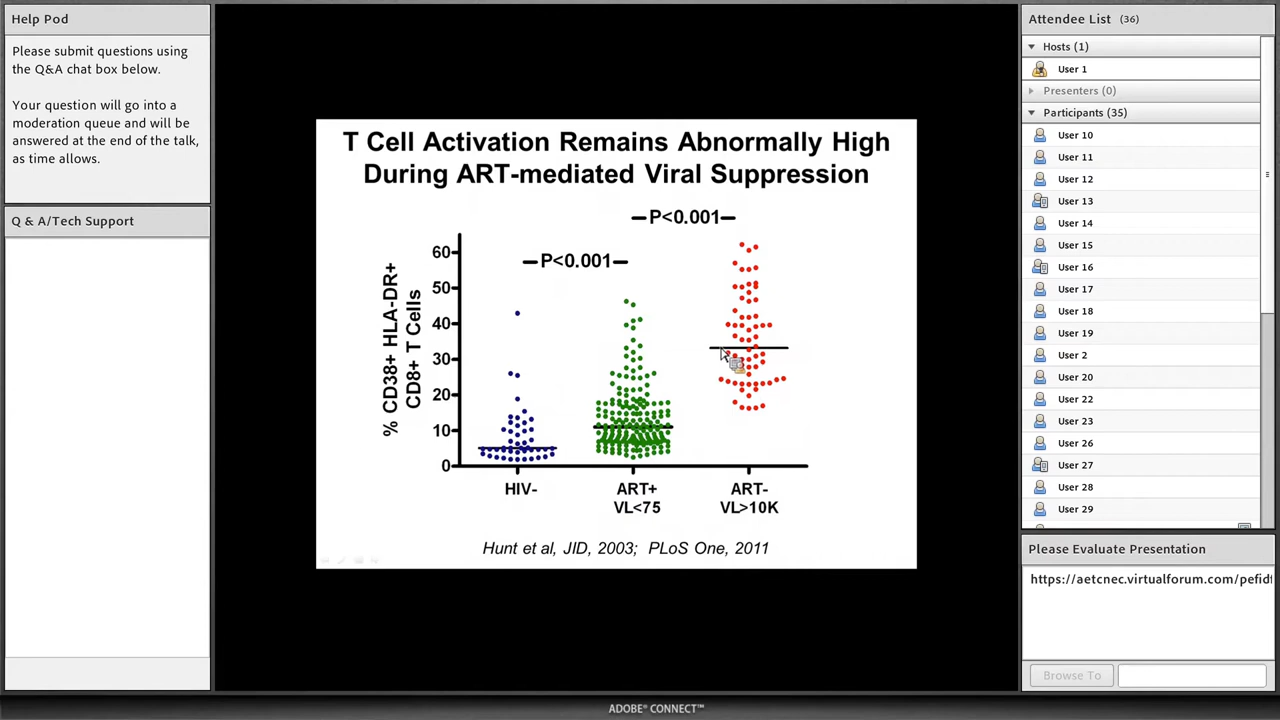 Help Pod
Please submit questions using
the Q&A chat box below.
Your question will go into a
moderation queue and will be
answered at the end of the talk,
as time allows.
Q & A/Tech Support
T Cell Activation Remains Abnormally High
During ART-mediated Viral Suppression
P<0.001
P<0.001
% CD38+ HLA-DR+
CD8+ T Cells
60
50
40
30
20
10
0
HIV-
ART+
VL<75
ART-
VL>10K
Hunt et al, JID, 2003; PLoS One, 2011
Attendee List (36)
Hosts (1)
User 1
Presenters (0)
Participants (35)
User 10
User 11
User 12
User 13
User 14
User 15
User 16
User 17
User 18
User 19
User 2
User 20
User 22
User 23
User 26
User 27
User 28
User 29
Please Evaluate Presentation
https://aetcnec.virtualforum.com/pefid
Browse To
ADOBE® CONNECT™